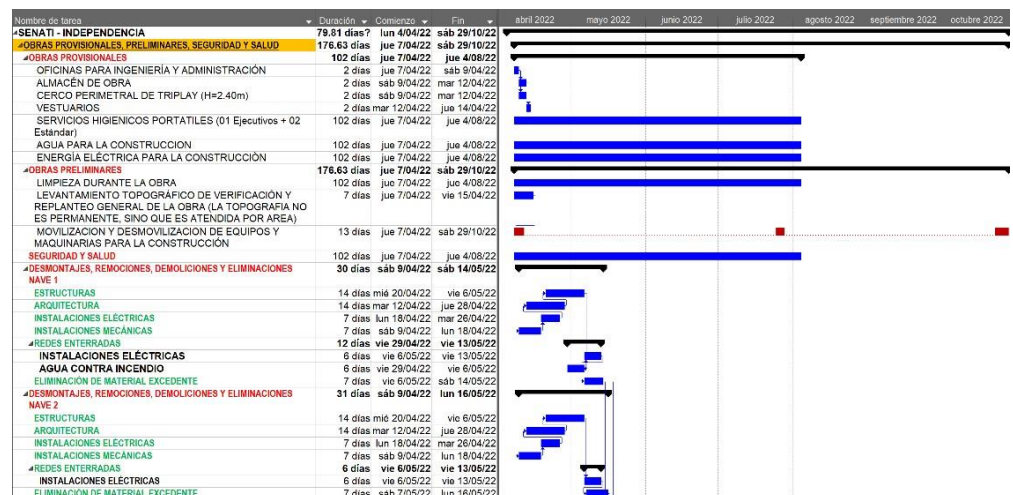 Nombre de tarea Duración Comienzo Fin abril 2022 mayo 2022 junio 2022 julio 2022 agosto 2022 septiembre 2022 octubre 2022
SENATI - INDEPENDENCIA 79.81 días? lun 4/04/22 sáb 29/10/22
OBRAS PROVISIONALES, PRELIMINARES, SEGURIDAD Y SALUD 176.63 días jue 7/04/22 sáb 29/10/22
OBRAS PROVISIONALES 102 días jue 7/04/22 jue 4/08/22
OFICINAS PARA INGENIERÍA Y ADMINISTRACIÓN 2 días jue 7/04/22 sáb 9/04/22
ALMACÉN DE OBRA 2 días sáb 9/04/22 mar 12/04/22
CERCO PERIMETRAL DE TRIPLAY (H=2.40m) 2 días sáb 9/04/22 mar 12/04/22
VESTUARIOS 2 días mar 12/04/22 jue 14/04/22
SERVICIOS HIGIENICOS PORTATILES (01 Ejecutivos + 02 102 días jue 7/04/22 jue 4/08/22
Estándar)
AGUA PARA LA CONSTRUCCION 102 días jue 7/04/22 jue 4/08/22
ENERGÍA ELÉCTRICA PARA LA CONSTRUCCIÒN 102 días jue 7/04/22 jue 4/08/22
OBRAS PRELIMINARES 176.63 días jue 7/04/22 sáb 29/10/22
LIMPIEZA DURANTE LA OBRA 102 días jue 7/04/22 jue 4/08/22
LEVANTAMIENTO TOPOGRÁFICO DE VERIFICACIÓN Y 7 días jue 7/04/22 vie 15/04/22
REPLANTEO GENERAL DE LA OBRA (LA TOPOGRAFIA NO
ES PERMANENTE, SINO QUE ES ATENDIDA POR AREA)
MOVILIZACION Y DESMOVILIZACION DE EQUIPOS Y 13 días jue 7/04/22 sáb 29/10/22
MAQUINARIAS PARA LA CONSTRUCCIÓN
SEGURIDAD Y SALUD 102 días jue 7/04/22 jue 4/08/22
DESMONTAJES, REMOCIONES, DEMOLICIONES Y ELIMINACIONES 30 días sáb 9/04/22 sáb 14/05/22
NAVE 1
ESTRUCTURAS 14 días mié 20/04/22 vie 6/05/22
ARQUITECTURA 14 días mar 12/04/22 jue 28/04/22
INSTALACIONES ELÉCTRICAS 7 días lun 18/04/22 mar 26/04/22
INSTALACIONES MECÁNICAS 7 días sáb 9/04/22 lun 18/04/22
REDES ENTERRADAS 12 días vie 29/04/22 vie 13/05/22
INSTALACIONES ELÉCTRICAS 6 días vie 6/05/22 vie 13/05/22
AGUA CONTRA INCENDIO 6 días vie 29/04/22 vie 6/05/22
ELIMINACIÓN DE MATERIAL EXCEDENTE 7 días vie 6/05/22 sáb 14/05/22
DESMONTAJES, REMOCIONES, DEMOLICIONES Y ELIMINACIONES 31 días sáb 9/04/22 lun 16/05/22
NAVE 2
ESTRUCTURAS 14 días mié 20/04/22 vie 6/05/22
ARQUITECTURA 14 días mar 12/04/22 jue 28/04/22
INSTALACIONES ELÉCTRICAS 7 días lun 18/04/22 mar 26/04/22
INSTALACIONES MECÁNICAS 7 días sáb 9/04/22 lun 18/04/22
REDES ENTERRADAS 6 días vie 6/05/22 vie 13/05/22
INSTALACIONES ELÉCTRICAS 6 días vie 6/05/22 vie 13/05/22
ELIMINACIÓN DE MATERIAL EXCEDENTE 7 días sáb 7/05/22 lun 16/05/22